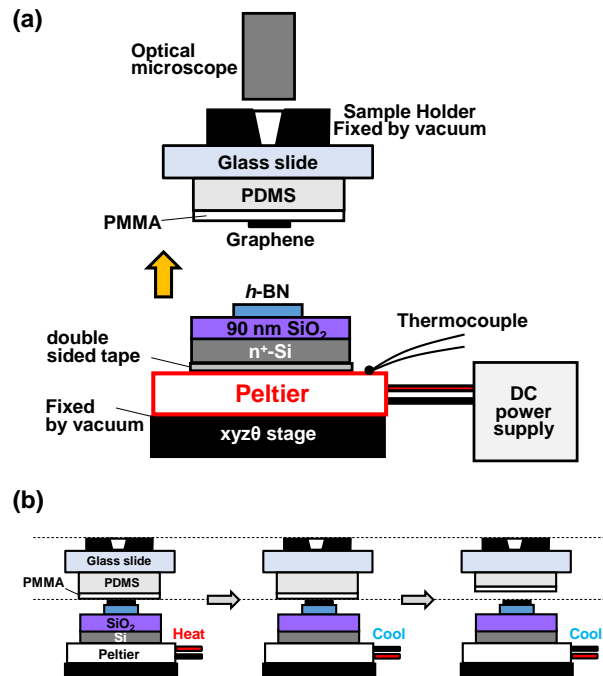 (a)
Optical
microscope
Sample Holder
Fixed by vacuum
Glass slide
PDMS
PMMA
Graphene
h-BN
90 nm SiO₂
n⁺-Si
double
sided tape
Thermocouple
Peltier
Fixed
by vacuum
xyzθ stage
DC
power
supply
(b)
Glass slide
PMMA
PDMS
SiO₂
Si
Heat
Peltier
Cool
Cool